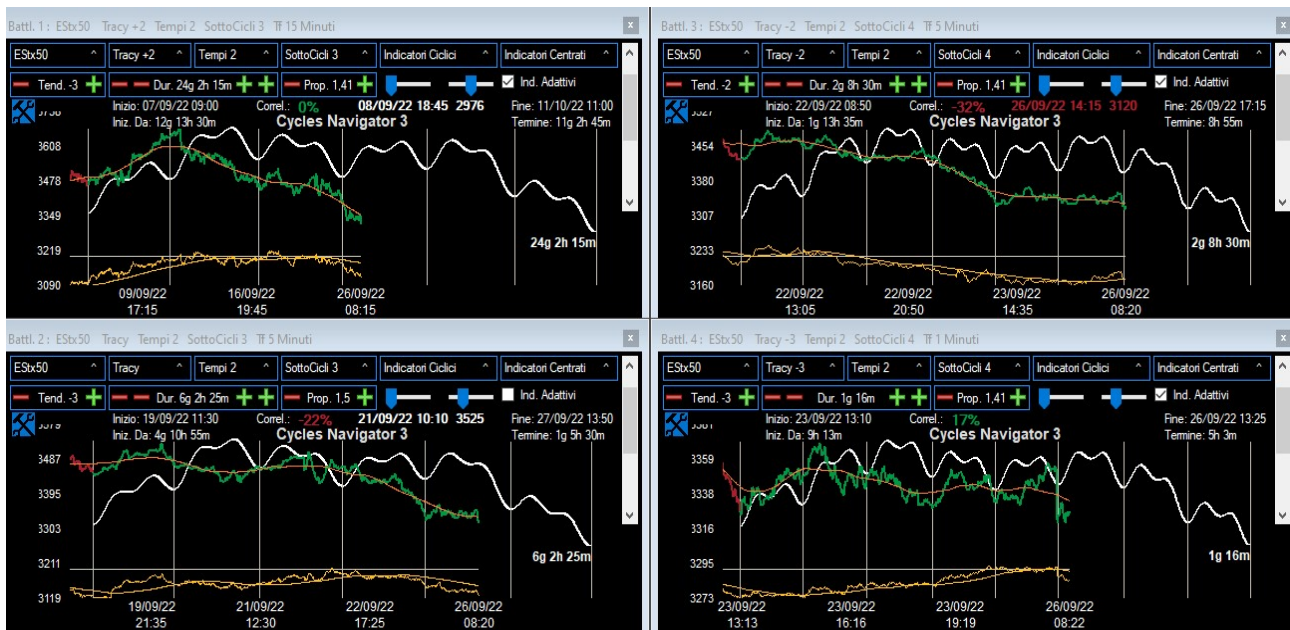 Battl. 1 : EStx50 Tracy +2 Tempi 2 SottoCicli 3 Tf 15 Minuti
x
EStx50 ^ Tracy +2 ^ Tempi 2 ^ SottoCicli 3 ^ Indicatori Ciclici ^ Indicatori Centrati ^
Tend. -3 Dur. 24g 2h 15m Prop. 1,41 Ind. Adattivi
Inizio: 07/09/22 09:00 Correl.: 0% 08/09/22 18:45 2976 Fine: 11/10/22 11:00
Iniz. Da: 12g 13h 30m Cycles Navigator 3 Termine: 11g 2h 45m
3608
3478
3349
3219
24g 2h 15m
3090
09/09/22 16/09/22 26/09/22
17:15 19:45 08:15
Battl. 3 : EStx50 Tracy -2 Tempi 2 SottoCicli 4 Tf 5 Minuti
x
EStx50 ^ Tracy -2 ^ Tempi 2 ^ SottoCicli 4 ^ Indicatori Ciclici ^ Indicatori Centrati ^
Tend. -2 Dur. 2g 8h 30m Prop. 1,41 Ind. Adattivi
Inizio: 22/09/22 08:50 Correl.: -32% 26/09/22 14:15 3120 Fine: 26/09/22 17:15
Iniz. Da: 1g 13h 35m Cycles Navigator 3 Termine: 8h 55m
3454
3380
3307
3233
2g 8h 30m
3160
22/09/22 22/09/22 23/09/22 26/09/22
13:05 20:50 14:35 08:20
Battl. 2 : EStx50 Tracy Tempi 2 SottoCicli 3 Tf 5 Minuti
x
EStx50 ^ Tracy ^ Tempi 2 ^ SottoCicli 3 ^ Indicatori Ciclici ^ Indicatori Centrati ^
Tend. -3 Dur. 6g 2h 25m Prop. 1,5 Ind. Adattivi
Inizio: 19/09/22 11:30 Correl.: -22% 21/09/22 10:10 3525 Fine: 27/09/22 13:50
Iniz. Da: 4g 10h 55m Cycles Navigator 3 Termine: 1g 5h 30m
3487
3395
3303
3211
6g 2h 25m
3119
19/09/22 21/09/22 22/09/22 26/09/22
21:35 12:30 17:25 08:20
Battl. 4 : EStx50 Tracy -3 Tempi 2 SottoCicli 4 Tf 1 Minuti
x
EStx50 ^ Tracy -3 ^ Tempi 2 ^ SottoCicli 4 ^ Indicatori Ciclici ^ Indicatori Centrati ^
Tend. -3 Dur. 1g 16m Prop. 1,41 Ind. Adattivi
Inizio: 23/09/22 13:10 Correl.: 17% Fine: 26/09/22 13:25
Iniz. Da: 9h 13m Cycles Navigator 3 Termine: 5h 3m
3359
3338
3316
3295
1g 16m
3273
23/09/22 23/09/22 23/09/22 26/09/22
13:13 16:16 19:19 08:22